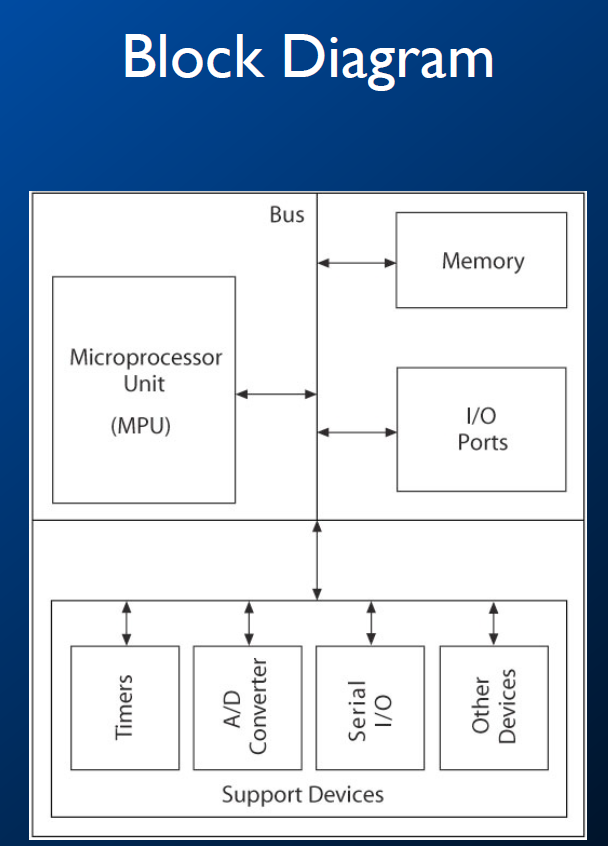 Block Diagram
Bus
Memory
Microprocessor
Unit
(MPU)
I/O
Ports
Timers
A/D
Converter
Serial
I/O
Other
Devices
Support Devices